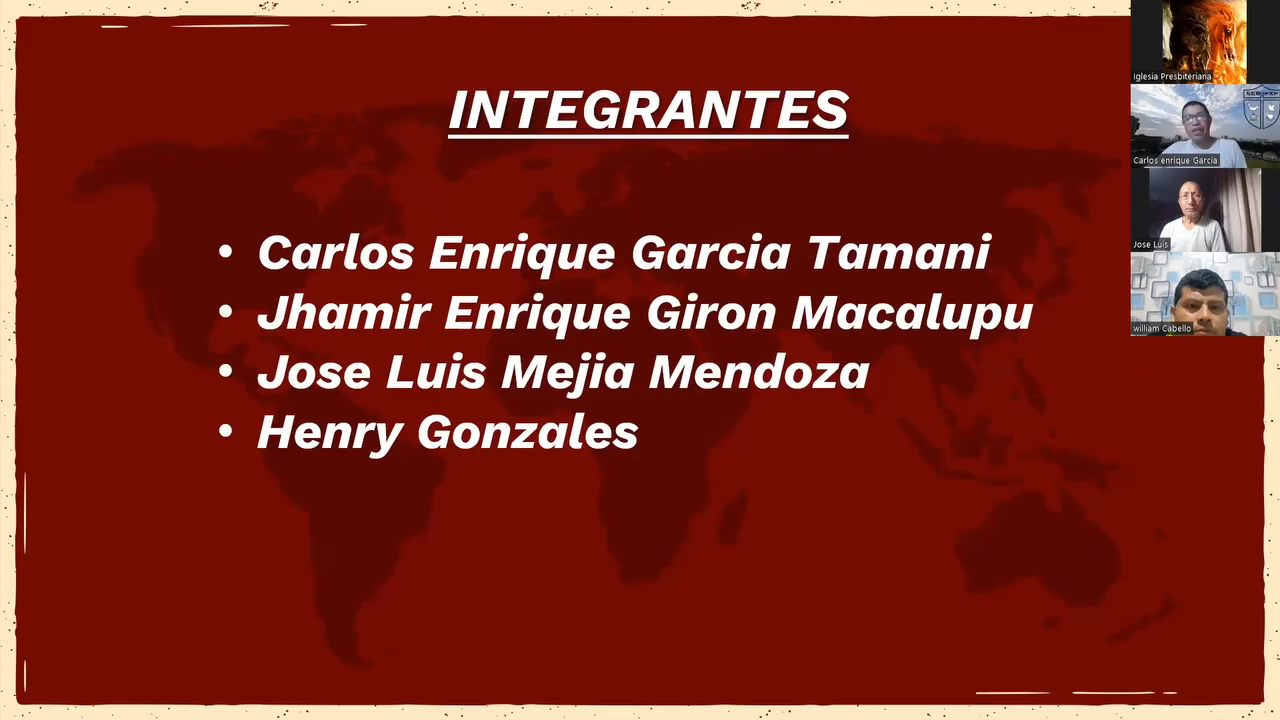 INTEGRANTES
• Carlos Enrique Garcia Tamani
• Jhamir Enrique Giron Macalupu
• Jose Luis Mejia Mendoza
• Henry Gonzales
Iglesia Presbiteriana
Carlos enrique Garcia
Jose Luis
william Cabello